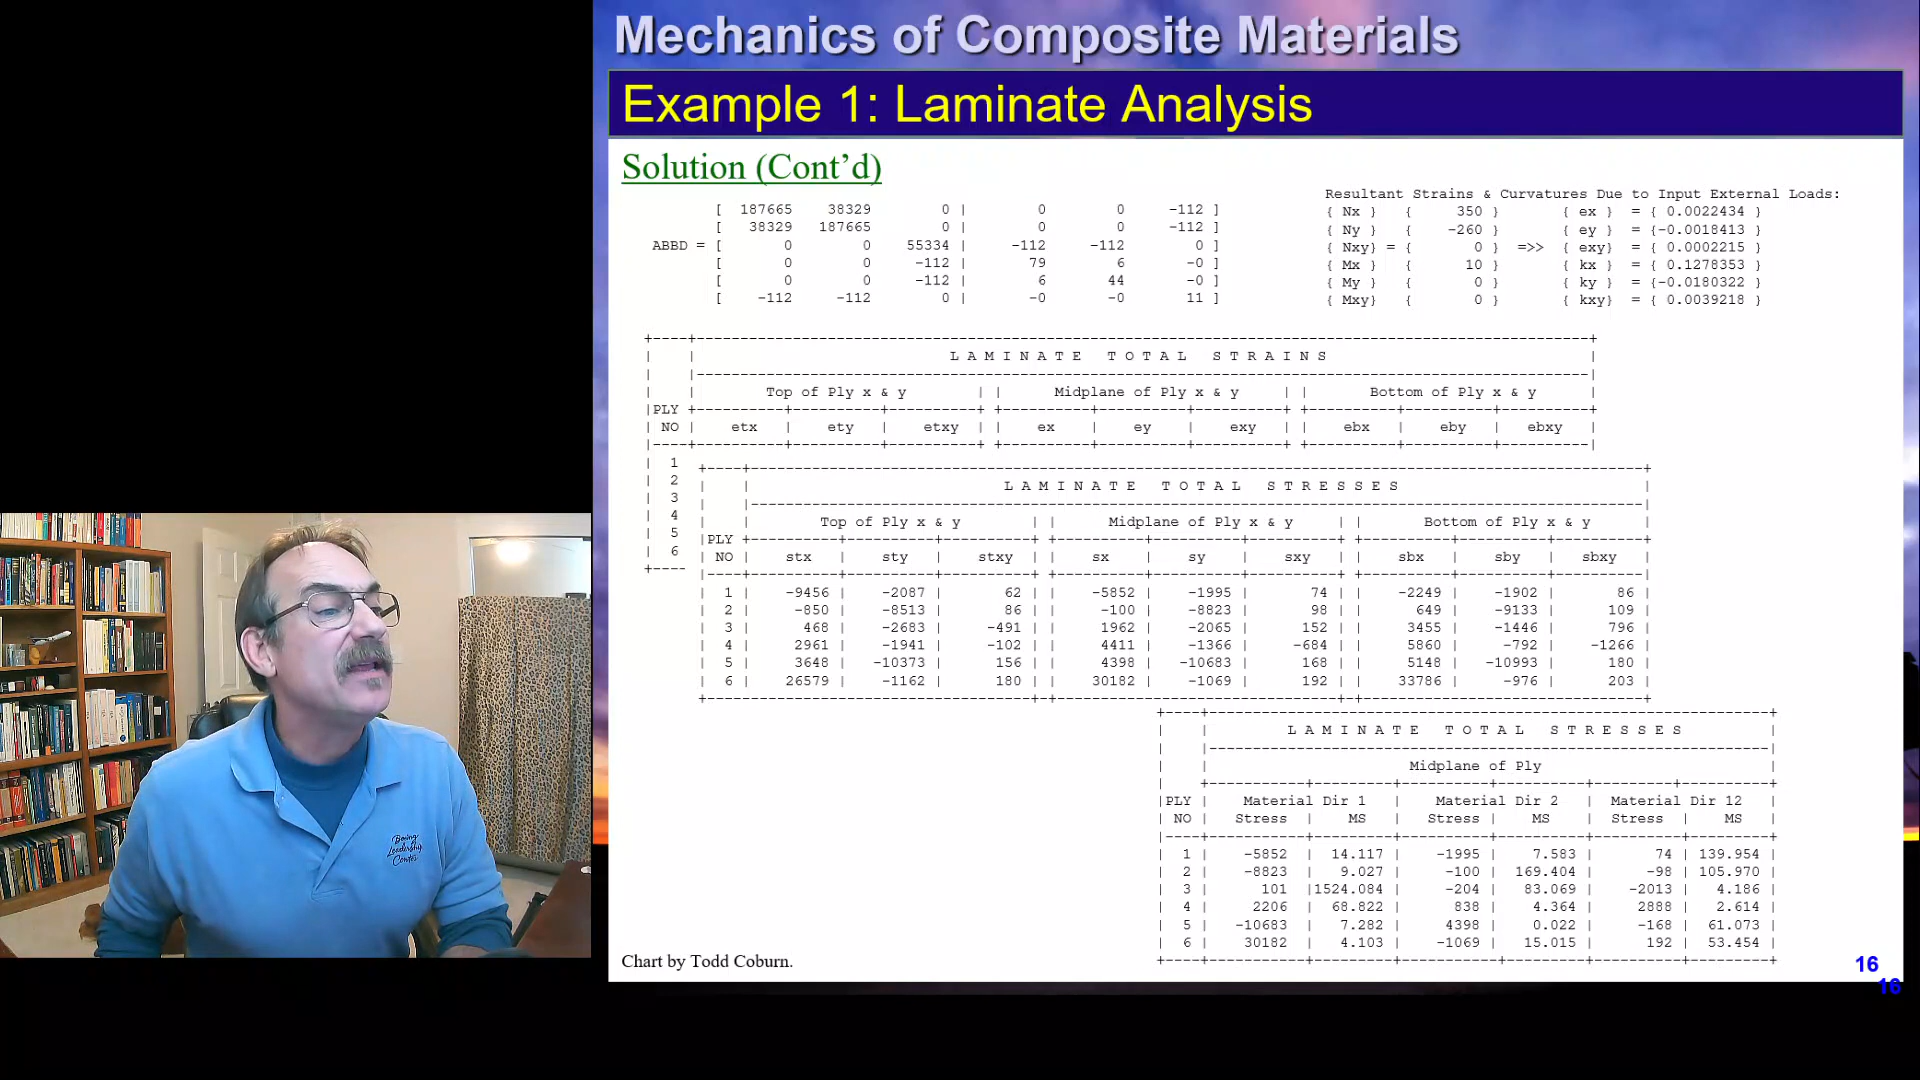 Mechanics of Composite Materials
Example 1: Laminate Analysis
Solution (Cont'd)
[ 187665 38329 0 | 0 0 -112 ]
[ 38329 187665 0 | 0 0 -112 ]
ABBD = [ 0 0 55334 | -112 -112 0 ]
[ 0 0 -112 | 79 6 -0 ]
[ 0 0 -112 | 6 44 -0 ]
[ -112 -112 0 | -0 -0 11 ]
Resultant Strains & Curvatures Due to Input External Loads:
{ Nx } { 350 } { ex } = { 0.0022434 }
{ Ny } { -260 } { ey } = {-0.0018413 }
{ Nxy} = { 0 } =>> { exy} = { 0.0002215 }
{ Mx } { 10 } { kx } = { 0.1278353 }
{ My } { 0 } { ky } = {-0.0180322 }
{ Mxy} { 0 } { kxy} = { 0.0039218 }
L A M I N A T E T O T A L S T R A I N S
Top of Ply x & y | | Midplane of Ply x & y | | Bottom of Ply x & y |
|PLY
| NO | etx | ety | etxy | | ex | ey | exy | | ebx | eby | ebxy |
| 1
| 2
| 3
| 4
| 5
| 6
L A M I N A T E T O T A L S T R E S S E S
Top of Ply x & y | | Midplane of Ply x & y | | Bottom of Ply x & y |
|PLY
| NO | stx | sty | stxy | | sx | sy | sxy | | sbx | sby | sbxy |
| 1 | -9456 | -2087 | 62 | | -5852 | -1995 | 74 | | -2249 | -1902 | 86 |
| 2 | -850 | -8513 | 86 | | -100 | -8823 | 98 | | 649 | -9133 | 109 |
| 3 | 468 | -2683 | -491 | | 1962 | -2065 | 152 | | 3455 | -1446 | 796 |
| 4 | 2961 | -1941 | -102 | | 4411 | -1366 | -684 | | 5860 | -792 | -1266 |
| 5 | 3648 | -10373 | 156 | | 4398 | -10683 | 168 | | 5148 | -10993 | 180 |
| 6 | 26579 | -1162 | 180 | | 30182 | -1069 | 192 | | 33786 | -976 | 203 |
L A M I N A T E T O T A L S T R E S S E S
Midplane of Ply
|PLY | Material Dir 1 | Material Dir 2 | Material Dir 12 |
| NO | Stress | MS | Stress | MS | Stress | MS |
| 1 | -5852 | 14.117 | -1995 | 7.583 | 74 | 139.954 |
| 2 | -8823 | 9.027 | -100 | 169.404 | -98 | 105.970 |
| 3 | 101 |1524.084 | -204 | 83.069 | -2013 | 4.186 |
| 4 | 2206 | 68.822 | 838 | 4.364 | 2888 | 2.614 |
| 5 | -10683 | 7.282 | 4398 | 0.022 | -168 | 61.073 |
| 6 | 30182 | 4.103 | -1069 | 15.015 | 192 | 53.454 |
Chart by Todd Coburn.
16
16
Boeing
Leadership
Center